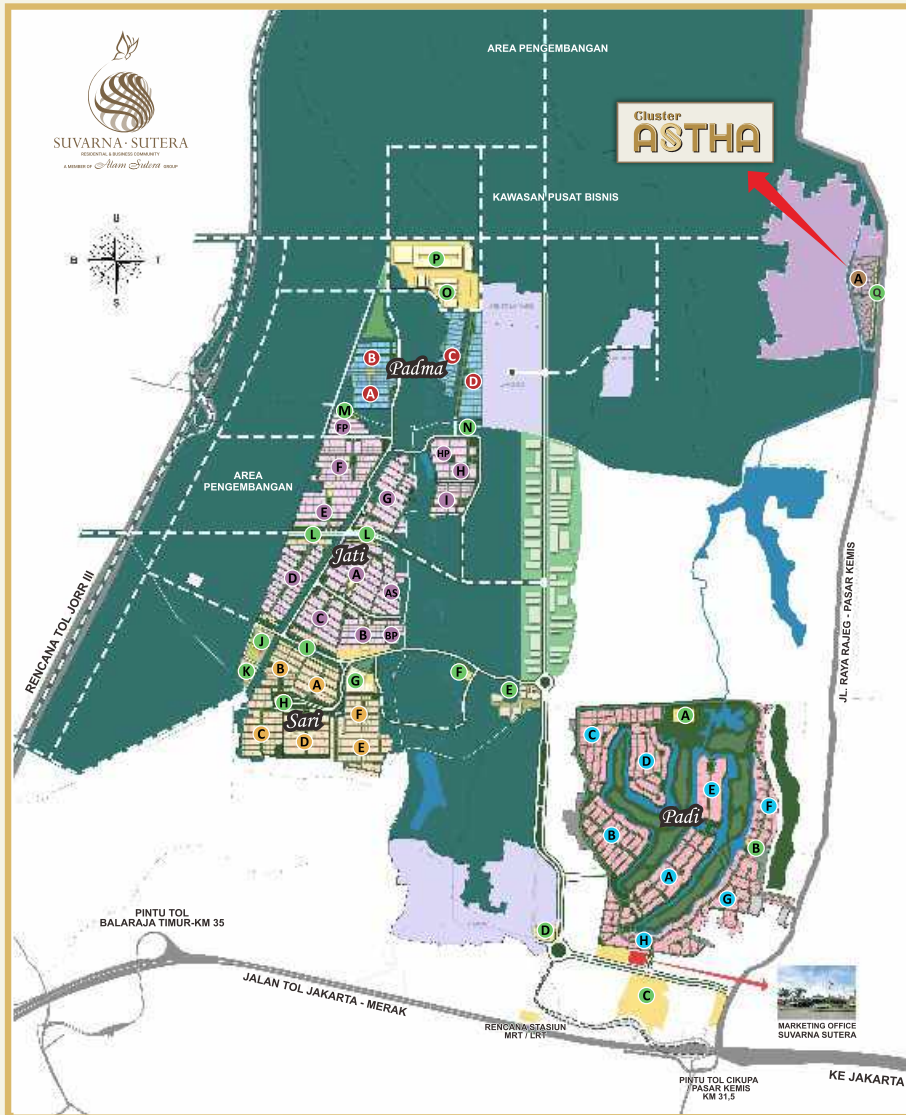 AREA PENGEMBANGAN
SUVARNA·SUTERA
RESIDENTIAL & BUSINESS COMMUNITY
A MEMBER OF Alam Sutera GROUP
Cluster
ASTHA
KAWASAN PUSAT BISNIS
U
B
T
S
P
O
A
Q
B
Padma
C
D
A
M
FP
N
F
HP
H
AREA
PENGEMBANGAN
G
I
E
L
L
Jati
A
D
AS
C
B
BP
J
I
K
B
A
G
F
E
H
Sari
F
C
D
E
RENCANA TOL JORR III
JL. RAYA RAJEG - PASAR KEMIS
A
C
D
E
F
Padi
B
B
A
G
H
D
C
PINTU TOL
BALARAJA TIMUR-KM 35
JALAN TOL JAKARTA - MERAK
RENCANA STASIUN
MRT / LRT
MARKETING OFFICE
SUVARNA SUTERA
PINTU TOL CIKUPA
PASAR KEMIS
KM 31,5
KE JAKARTA